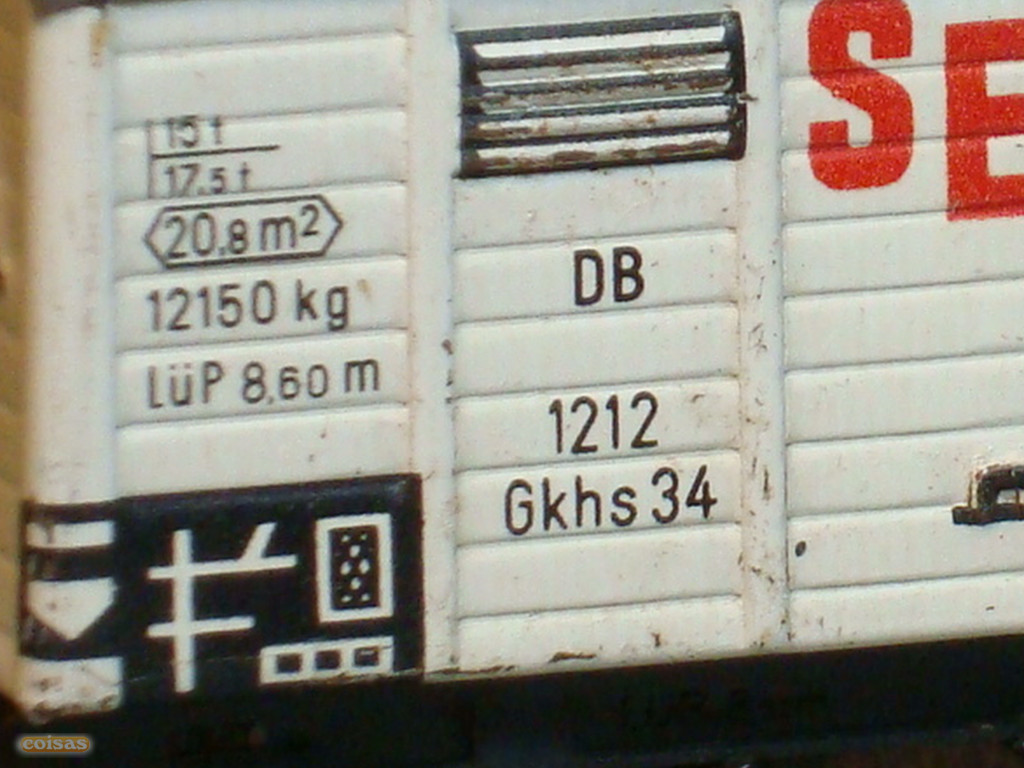 15 t
17.5 t
20.8 m²
12150 kg
LüP 8.60 m
DB
1212
Gkhs 34
SE
coisas